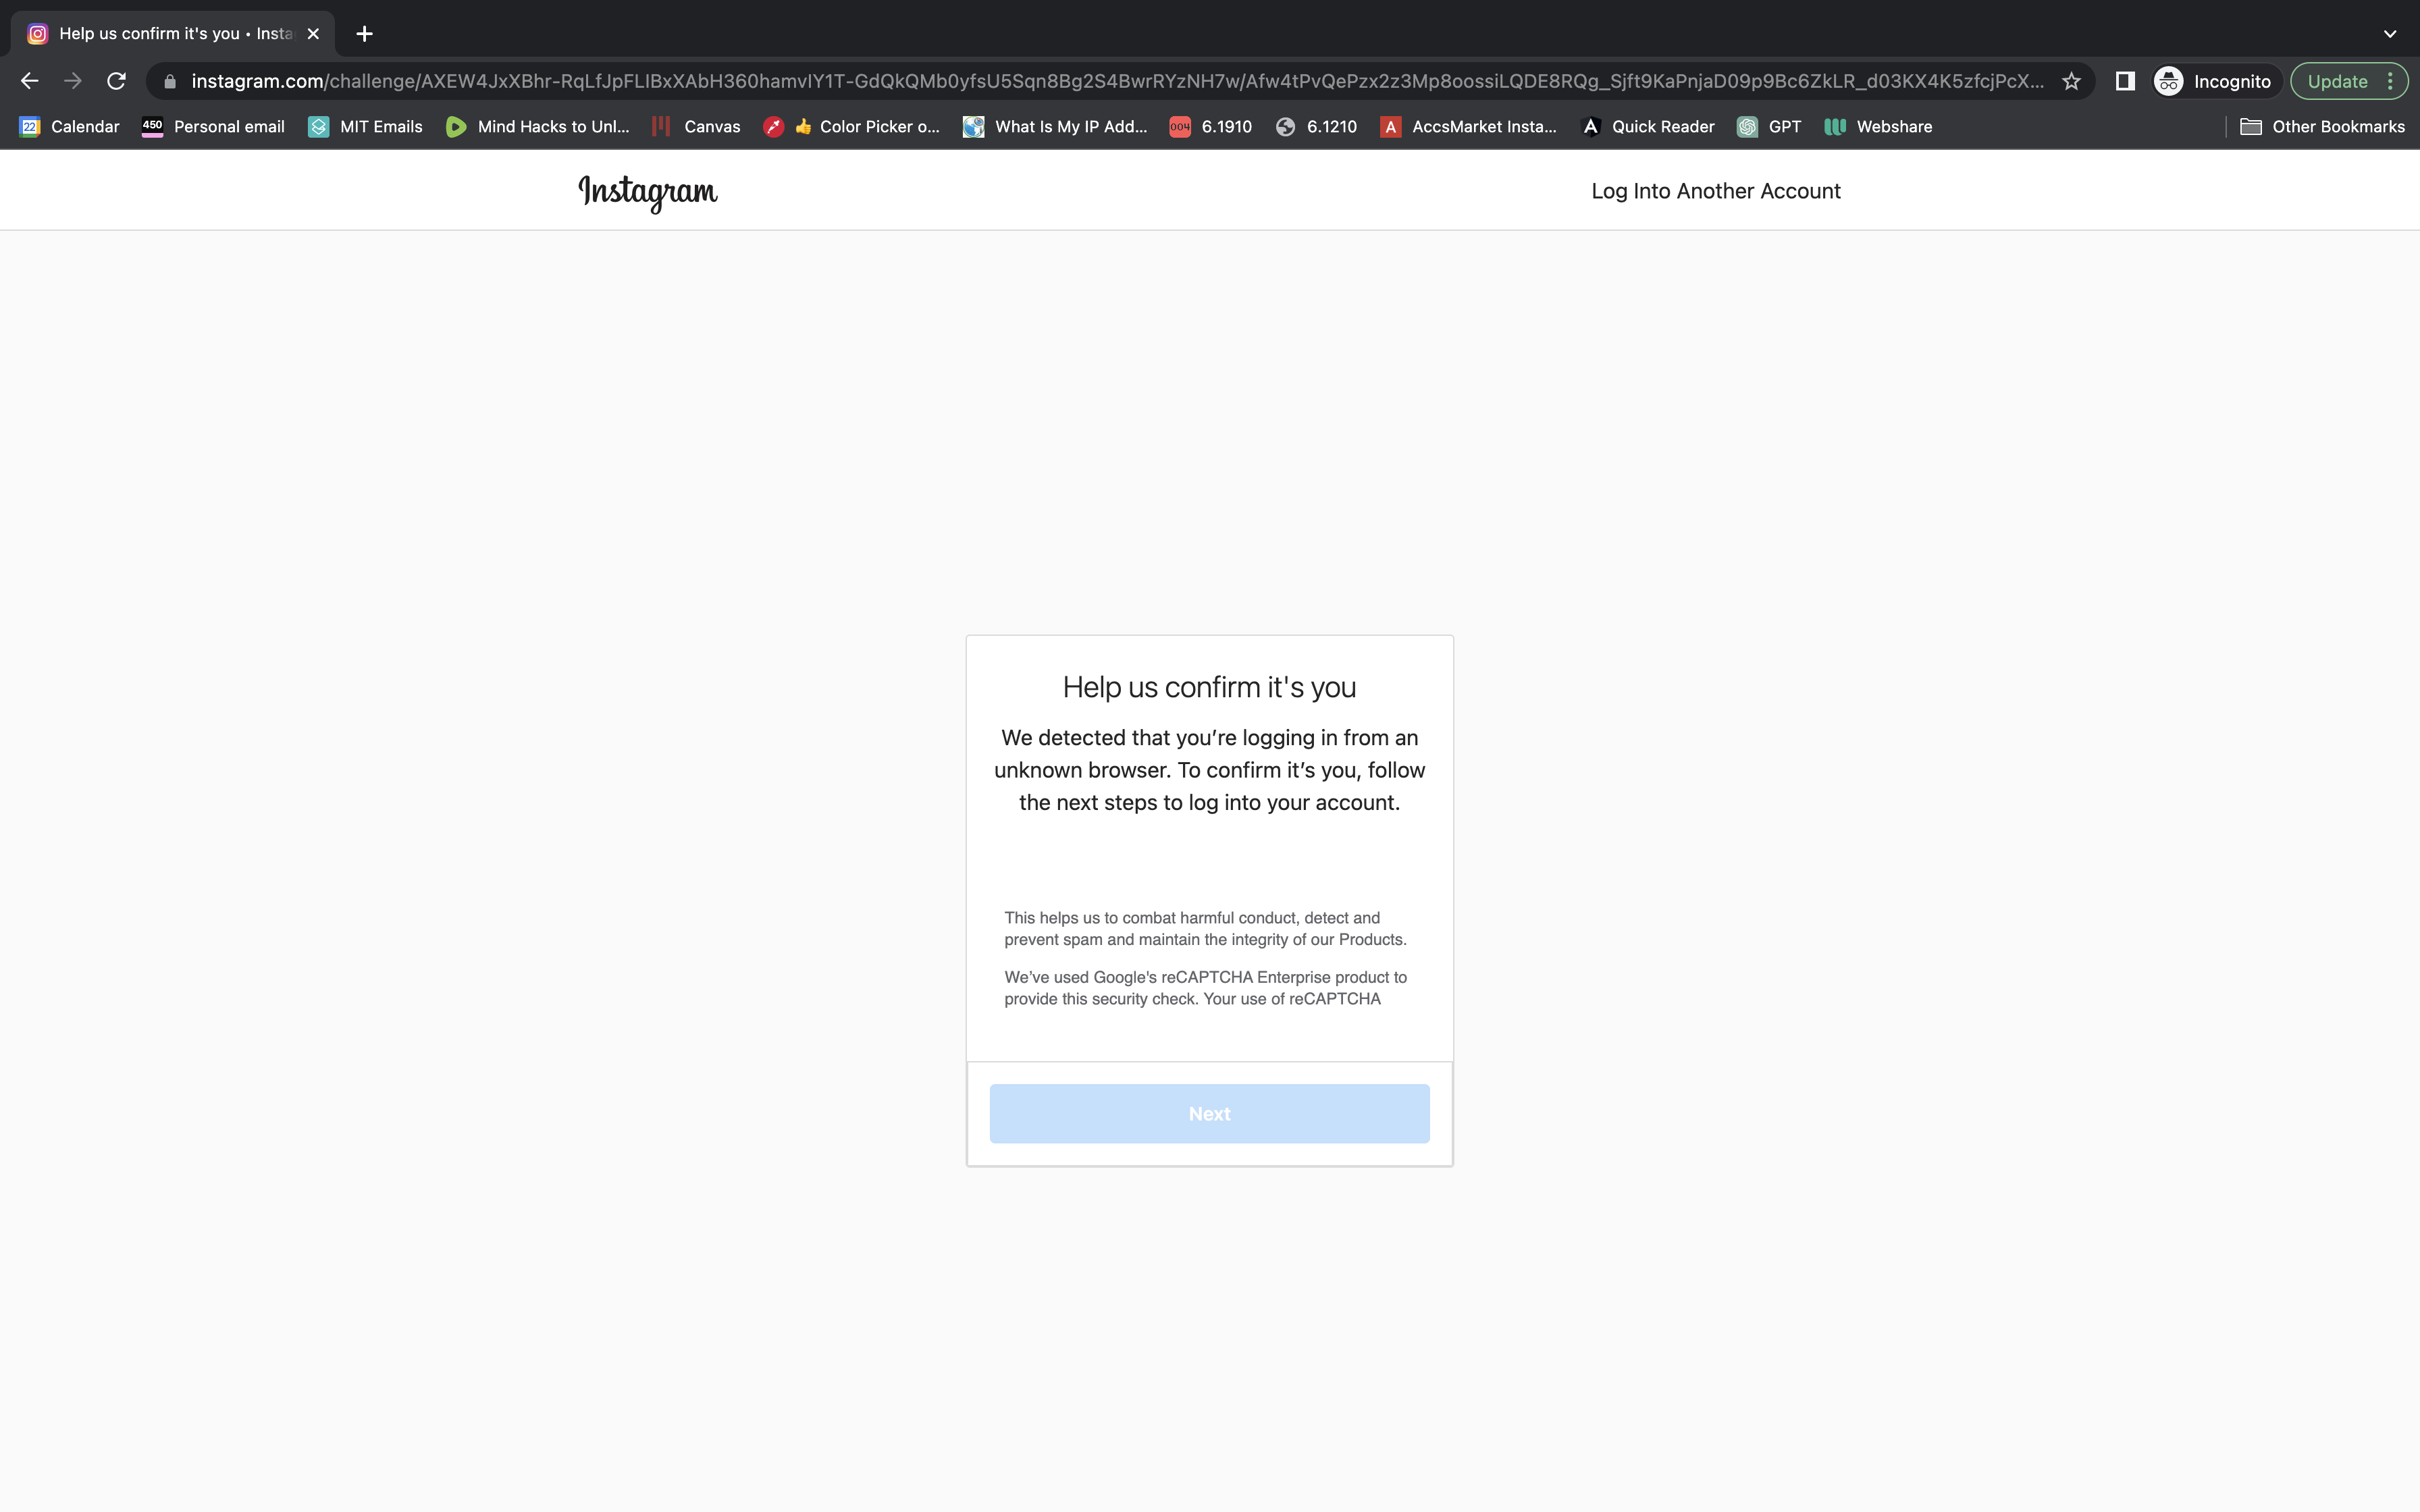 Help us confirm it's you • Insta
instagram.com/challenge/AXEW4JxXBhr-RqLfJpFLIBxXAbH360hamvIY1T-GdQkQMb0yfsU5Sqn8Bg2S4BwrRYzNH7w/Afw4tPvQePzx2z3Mp8oossiLQDE8RQg_Sjft9KaPnjaD09p9Bc6ZkLR_d03KX4K5zfcjPcX...
Incognito
Update
22 Calendar
450 Personal email
MIT Emails
Mind Hacks to Unl...
Canvas
👍 Color Picker o...
What Is My IP Add...
004 6.1910
6.1210
A AccsMarket Insta...
A Quick Reader
GPT
Webshare
Other Bookmarks
Instagram
Log Into Another Account
Help us confirm it's you
We detected that you’re logging in from an
unknown browser. To confirm it’s you, follow
the next steps to log into your account.
This helps us to combat harmful conduct, detect and
prevent spam and maintain the integrity of our Products.
We’ve used Google's reCAPTCHA Enterprise product to
provide this security check. Your use of reCAPTCHA
Next